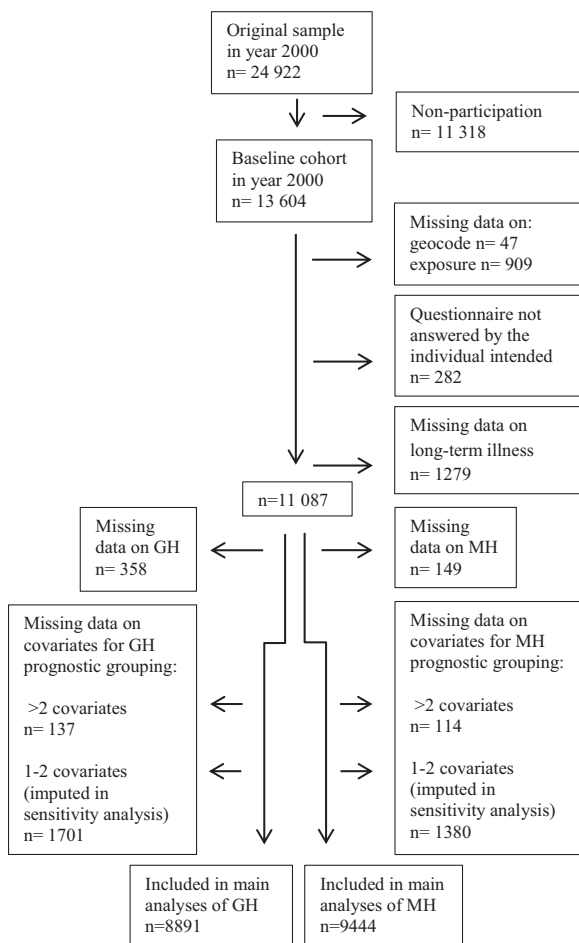 Original sample
in year 2000
n= 24 922
Non-participation
n= 11 318
Baseline cohort
in year 2000
n= 13 604
Missing data on:
geocode n= 47
exposure n= 909
Questionnaire not
answered by the
individual intended
n= 282
Missing data on
long-term illness
n= 1279
n=11 087
Missing
data on GH
n= 358
Missing
data on MH
n= 149
Missing data on
covariates for GH
prognostic grouping:
>2 covariates
n= 137
1-2 covariates
(imputed in
sensitivity analysis)
n= 1701
Missing data on
covariates for MH
prognostic grouping:
>2 covariates
n= 114
1-2 covariates
(imputed in
sensitivity analysis)
n= 1380
Included in main
analyses of GH
n=8891
Included in main
analyses of MH
n=9444